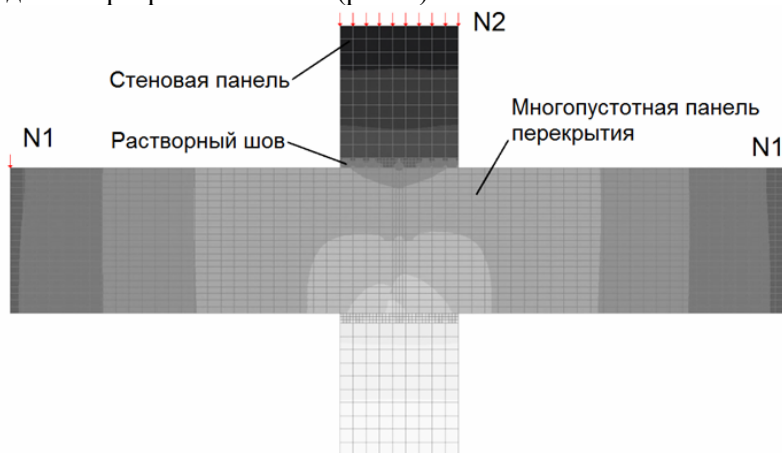 N2
Стеновая панель
Многопустотная панель
перекрытия
N1
Растворный шов
N1